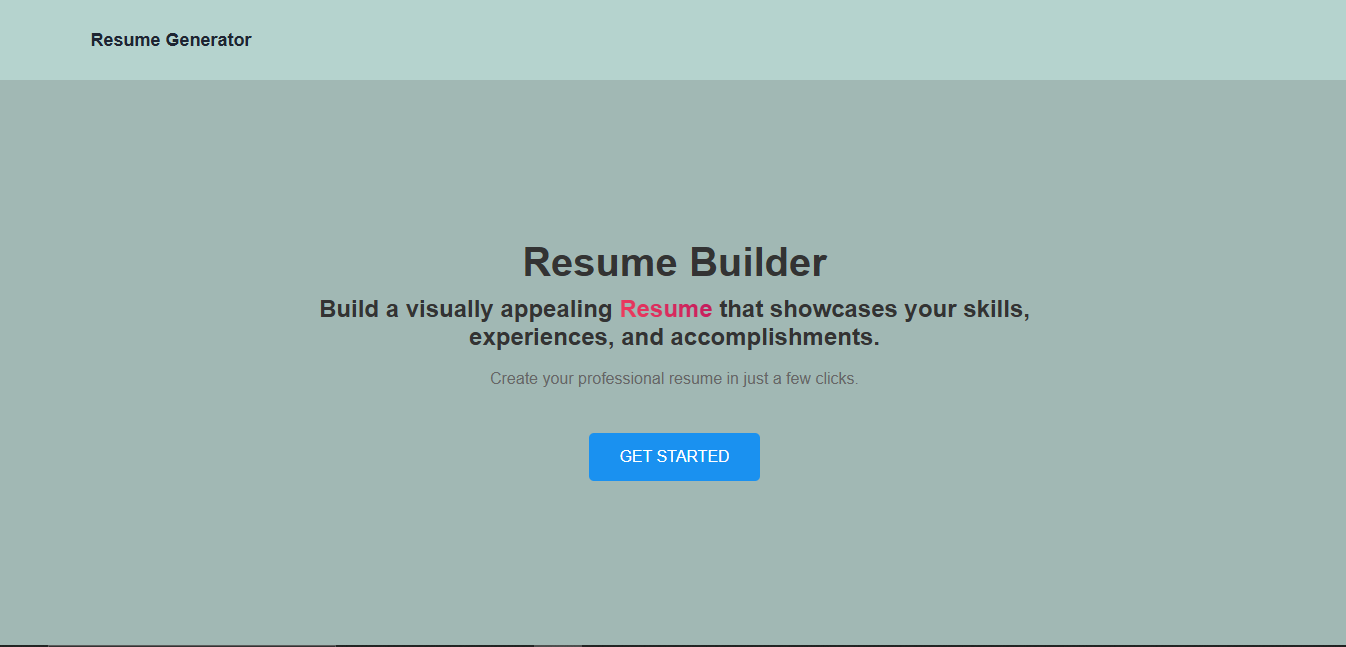 Resume Generator
Resume Builder
Build a visually appealing Resume that showcases your skills,
experiences, and accomplishments.
Create your professional resume in just a few clicks.
GET STARTED